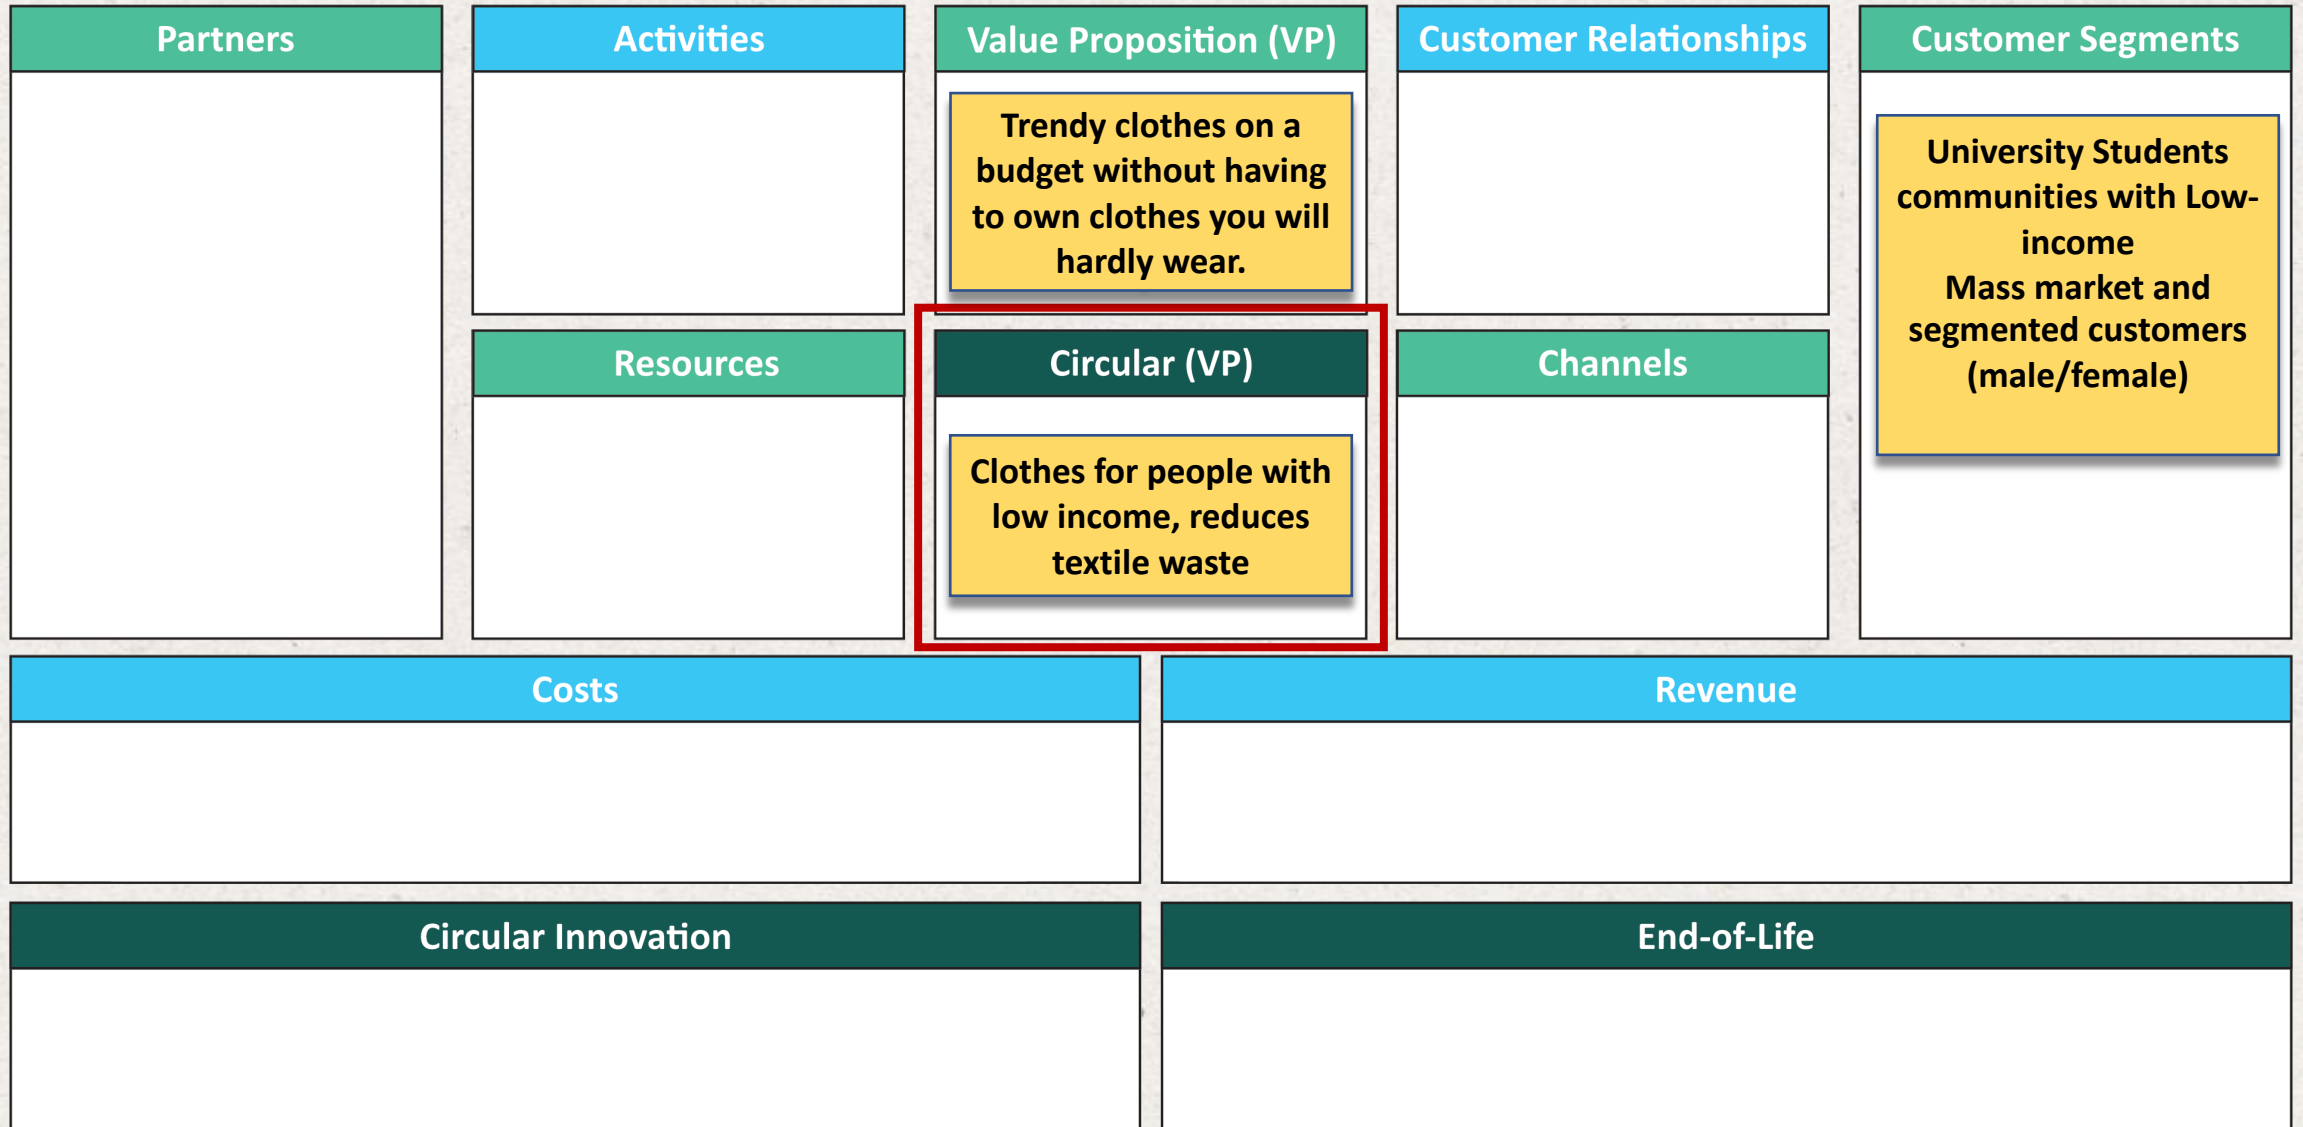 Partners
Activities
Value Proposition (VP)
Trendy clothes on a
budget without having
to own clothes you will
hardly wear.
Customer Relationships
Customer Segments
University Students
communities with Low-
income
Mass market and
segmented customers
(male/female)
Resources
Circular (VP)
Clothes for people with
low income, reduces
textile waste
Channels
Costs
Revenue
Circular Innovation
End-of-Life